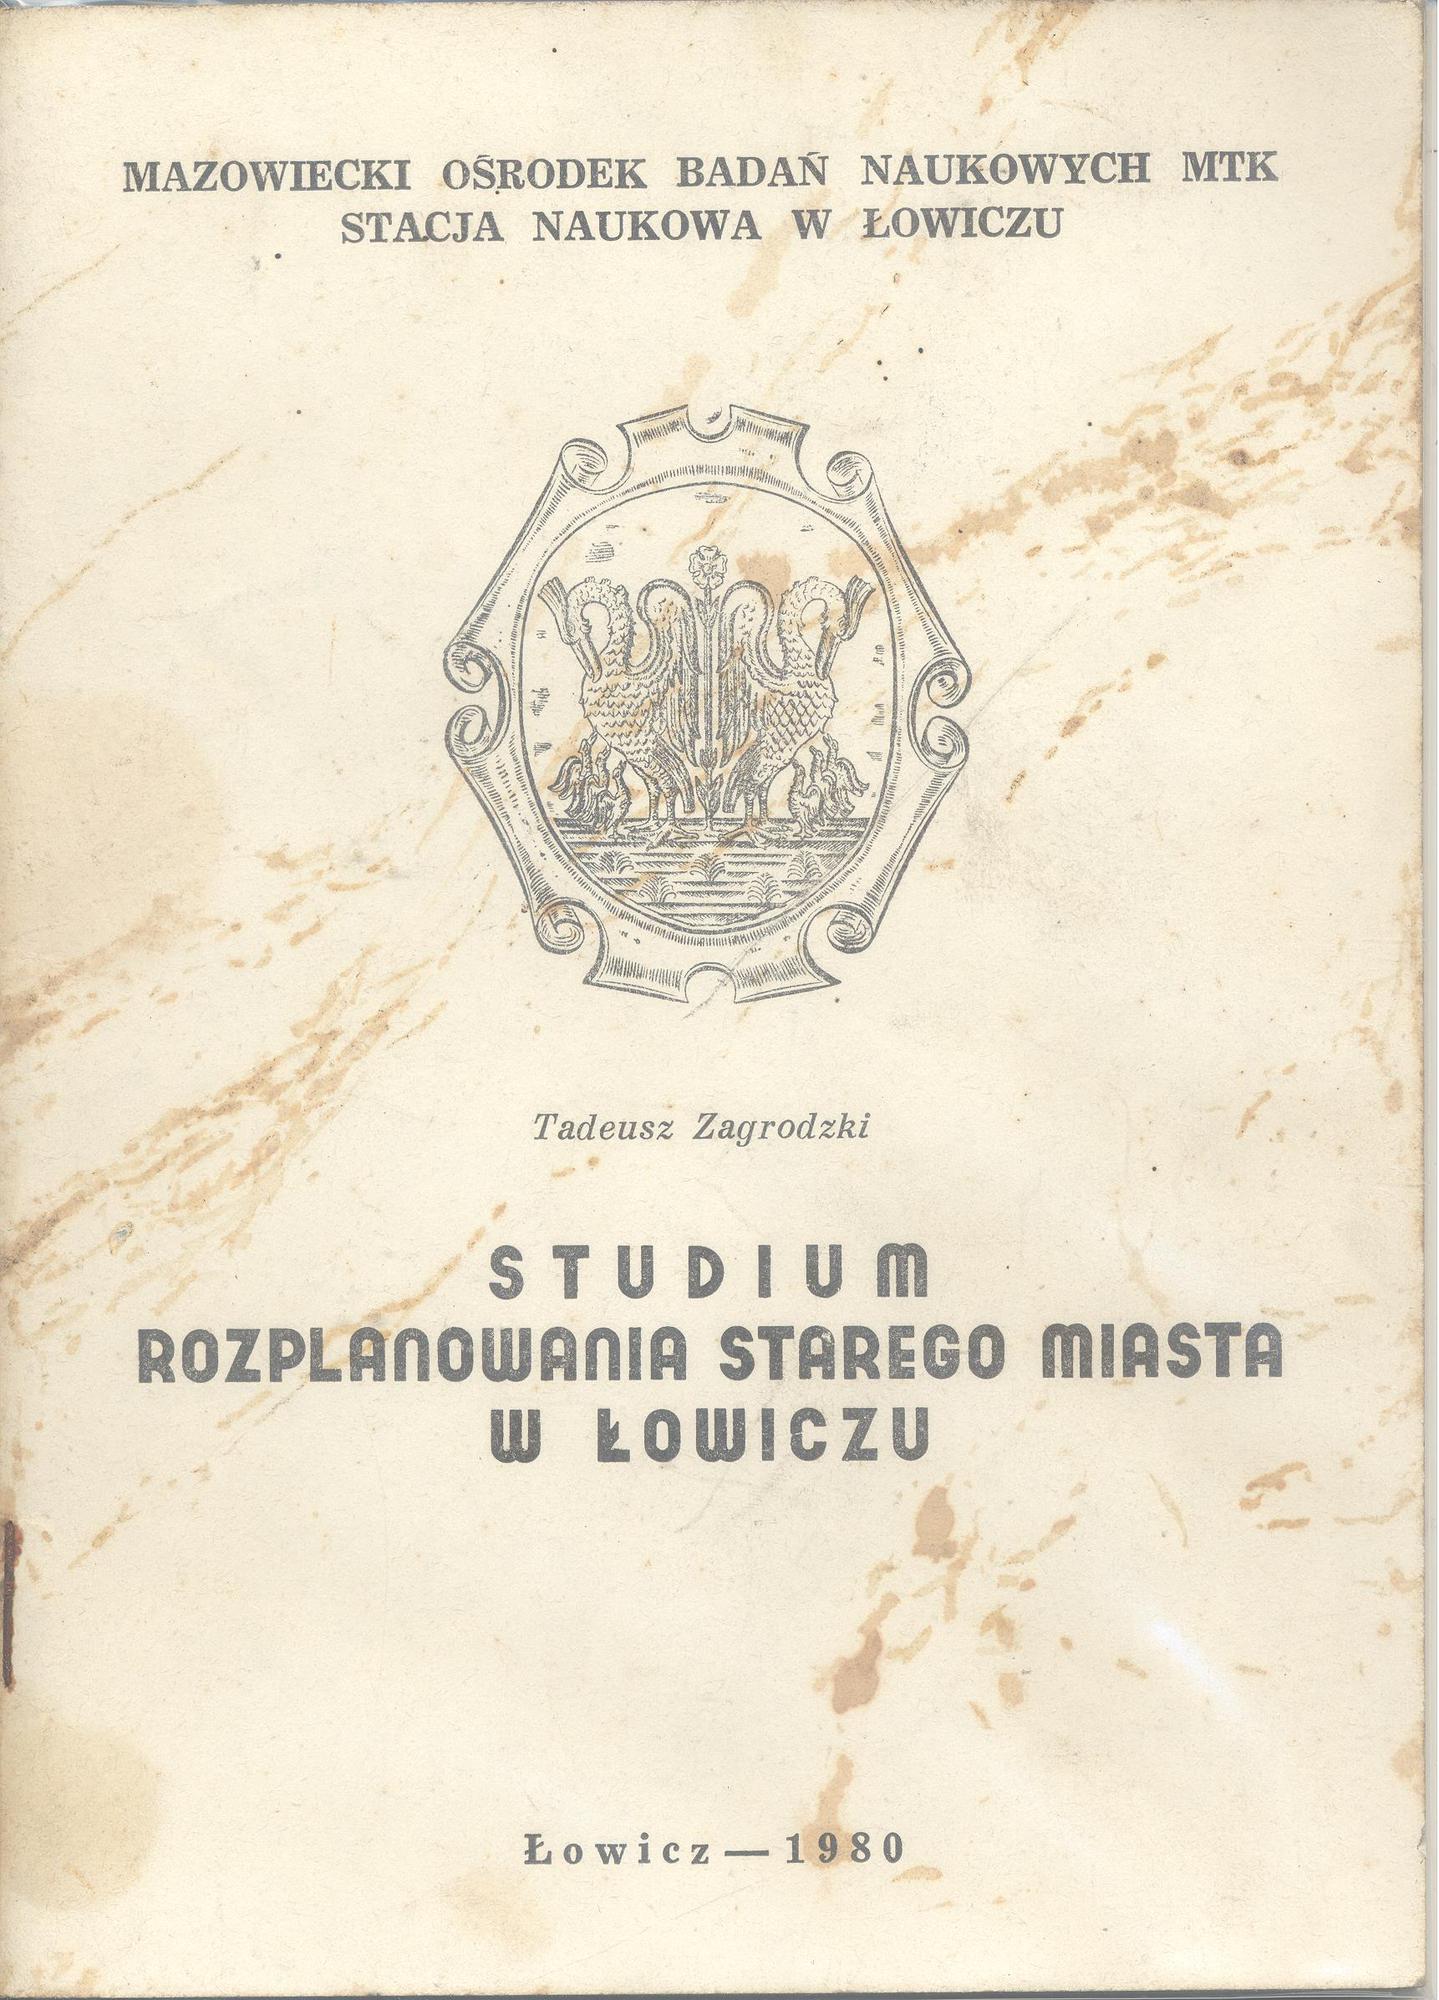 MAZOWIECKI OŚRODEK BADAŃ NAUKOWYCH MTK
STACJA NAUKOWA W ŁOWICZU
Tadeusz Zagrodzki
STUDIUM
ROZPLANOWANIA STAREGO MIASTA
W ŁOWICZU
Łowicz — 1980